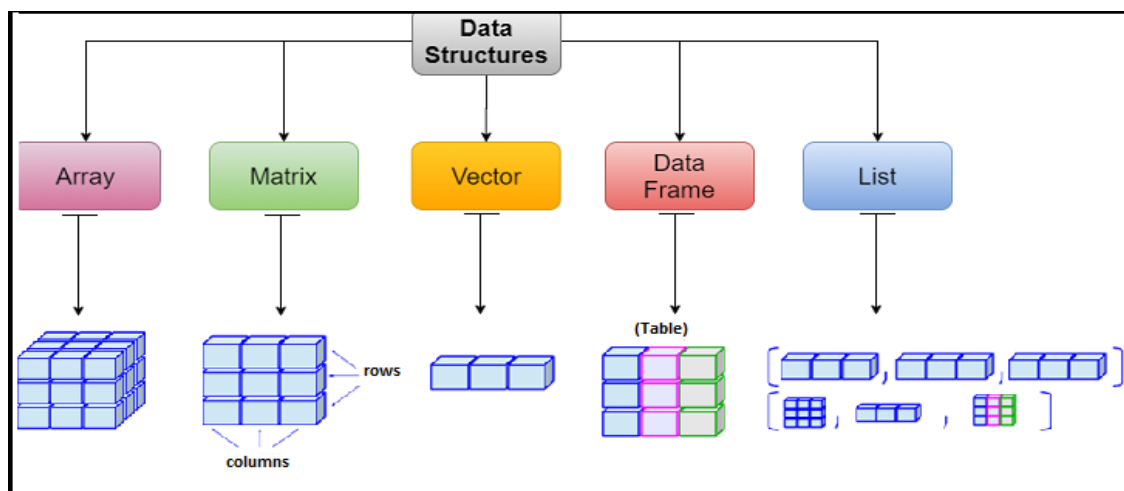 Data
Structures
Array
Matrix
Vector
Data
Frame
List
(Table)
rows
columns